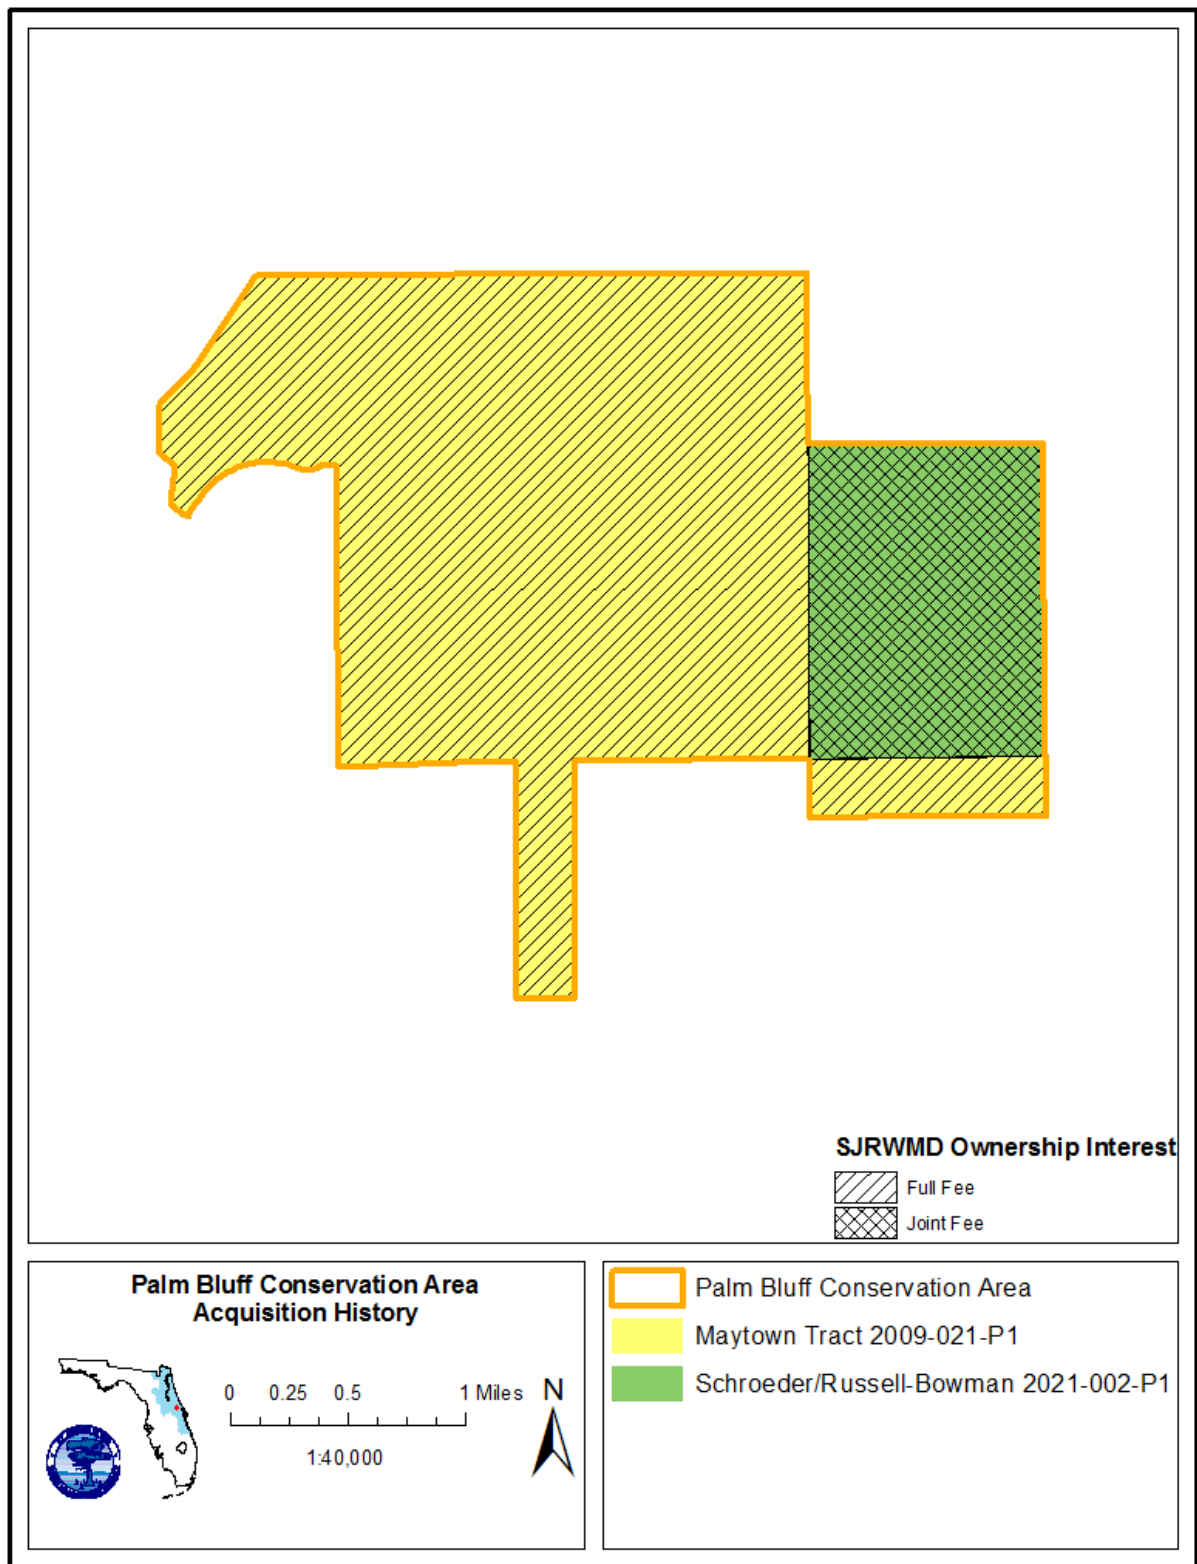 SJRWMD Ownership Interest
Full Fee
Joint Fee
Palm Bluff Conservation Area
Acquisition History
0 0.25 0.5 1 Miles N
1:40,000
Palm Bluff Conservation Area
Maytown Tract 2009-021-P1
Schroeder/Russell-Bowman 2021-002-P1